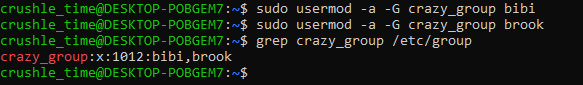 crushle_time@DESKTOP-POBGEM7:~$ sudo usermod -a -G crazy_group bibi
crushle_time@DESKTOP-POBGEM7:~$ sudo usermod -a -G crazy_group brook
crushle_time@DESKTOP-POBGEM7:~$ grep crazy_group /etc/group
crazy_group:x:1012:bibi,brook
crushle_time@DESKTOP-POBGEM7:~$